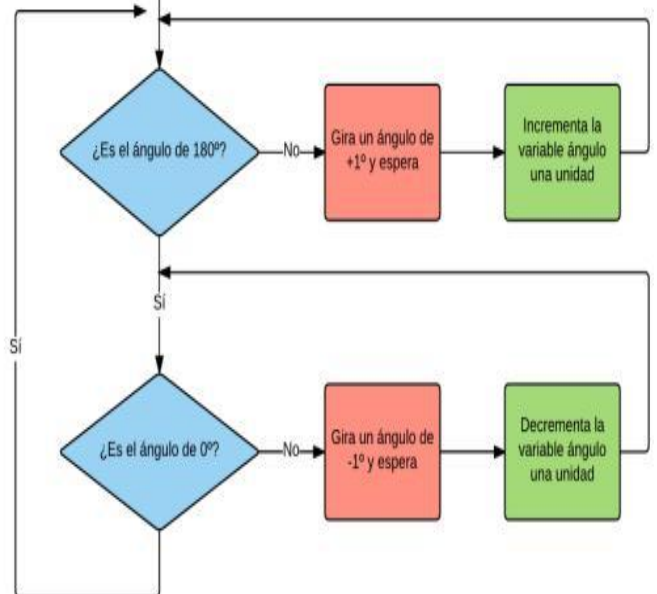 ¿Es el ángulo de 180º?
No
Gira un ángulo de
+1º y espera
Incrementa la
variable ángulo
una unidad
Sí
Sí
¿Es el ángulo de 0º?
No
Gira un ángulo de
-1º y espera
Decrementa la
variable ángulo
una unidad